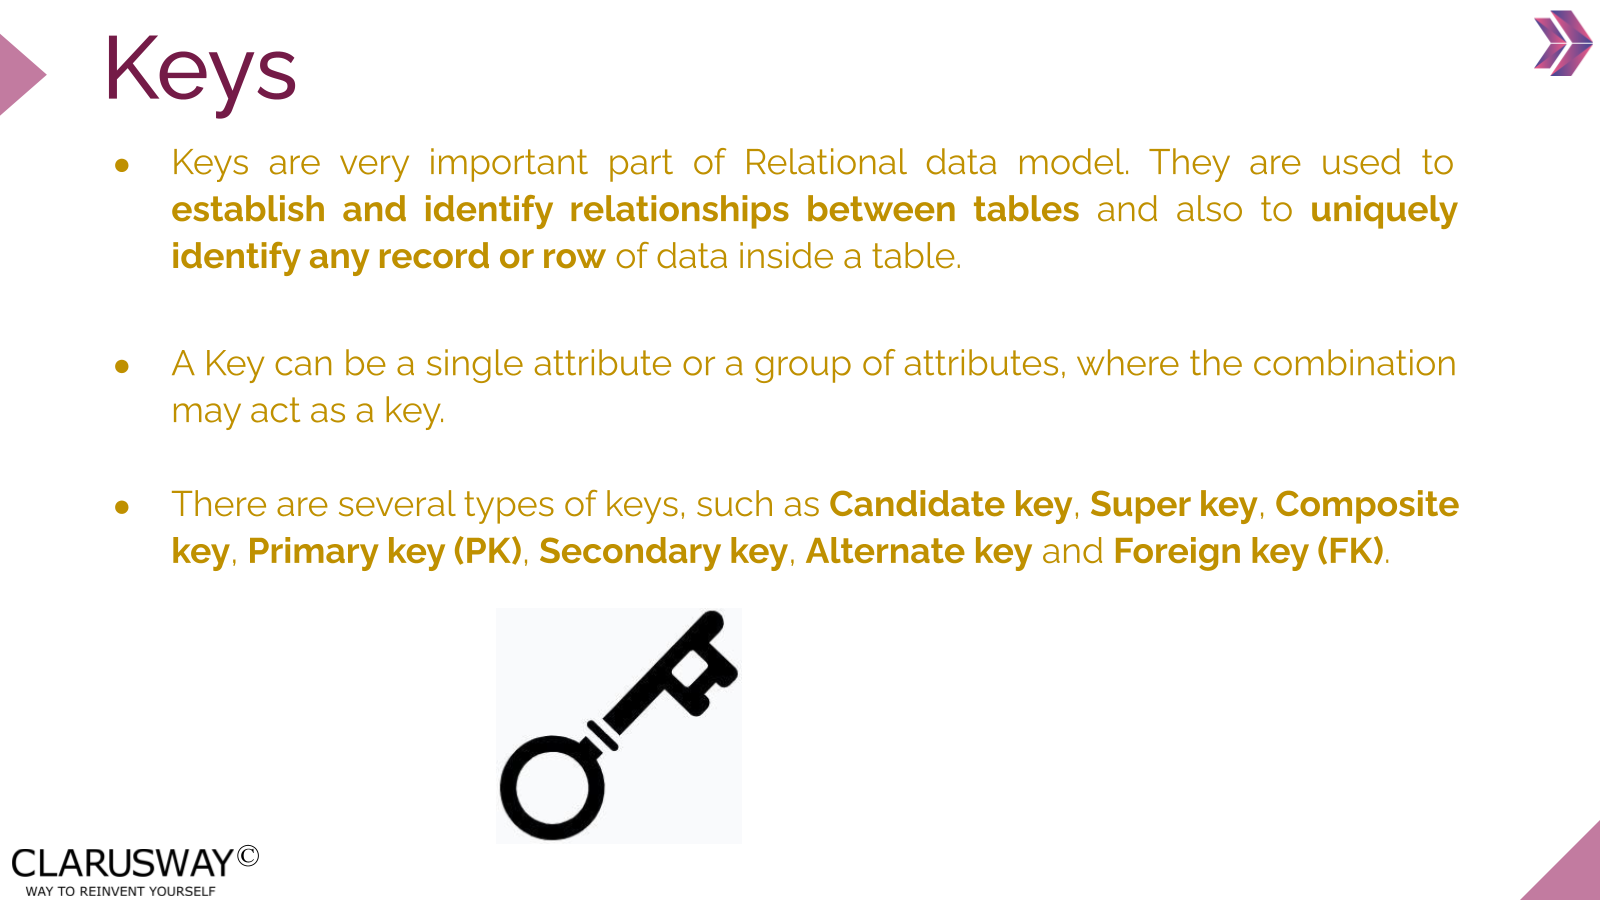 Keys
● Keys are very important part of Relational data model. They are used to
establish and identify relationships between tables and also to uniquely
identify any record or row of data inside a table.
● A Key can be a single attribute or a group of attributes, where the combination
may act as a key.
● There are several types of keys, such as Candidate key, Super key, Composite
key, Primary key (PK), Secondary key, Alternate key and Foreign key (FK).
CLARUSWAY©
WAY TO REINVENT YOURSELF